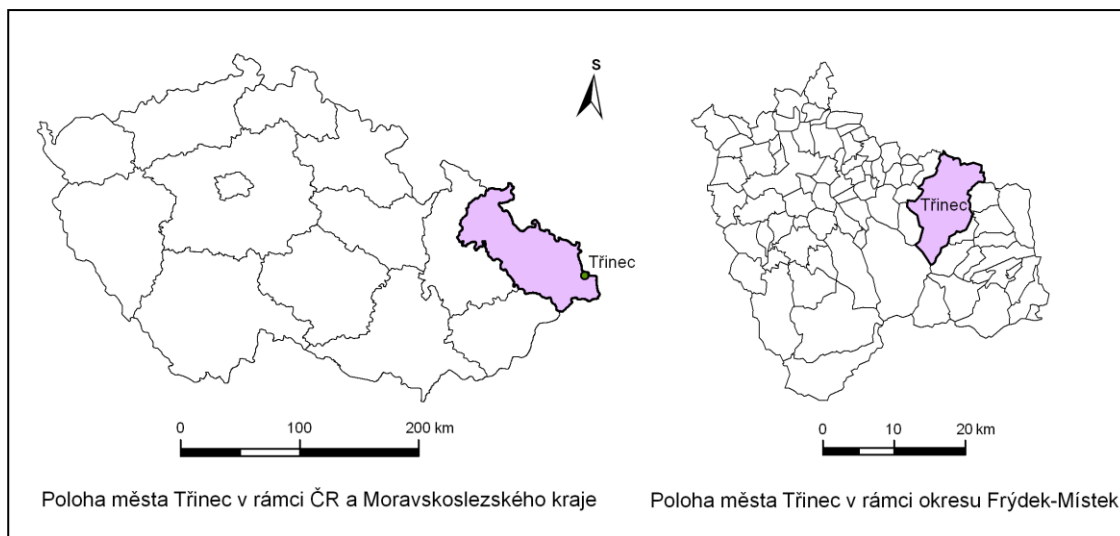 S
Třinec
Třinec
0 100 200 km
0 10 20 km
Poloha města Třinec v rámci ČR a Moravskoslezského kraje
Poloha města Třinec v rámci okresu Frýdek-Místek